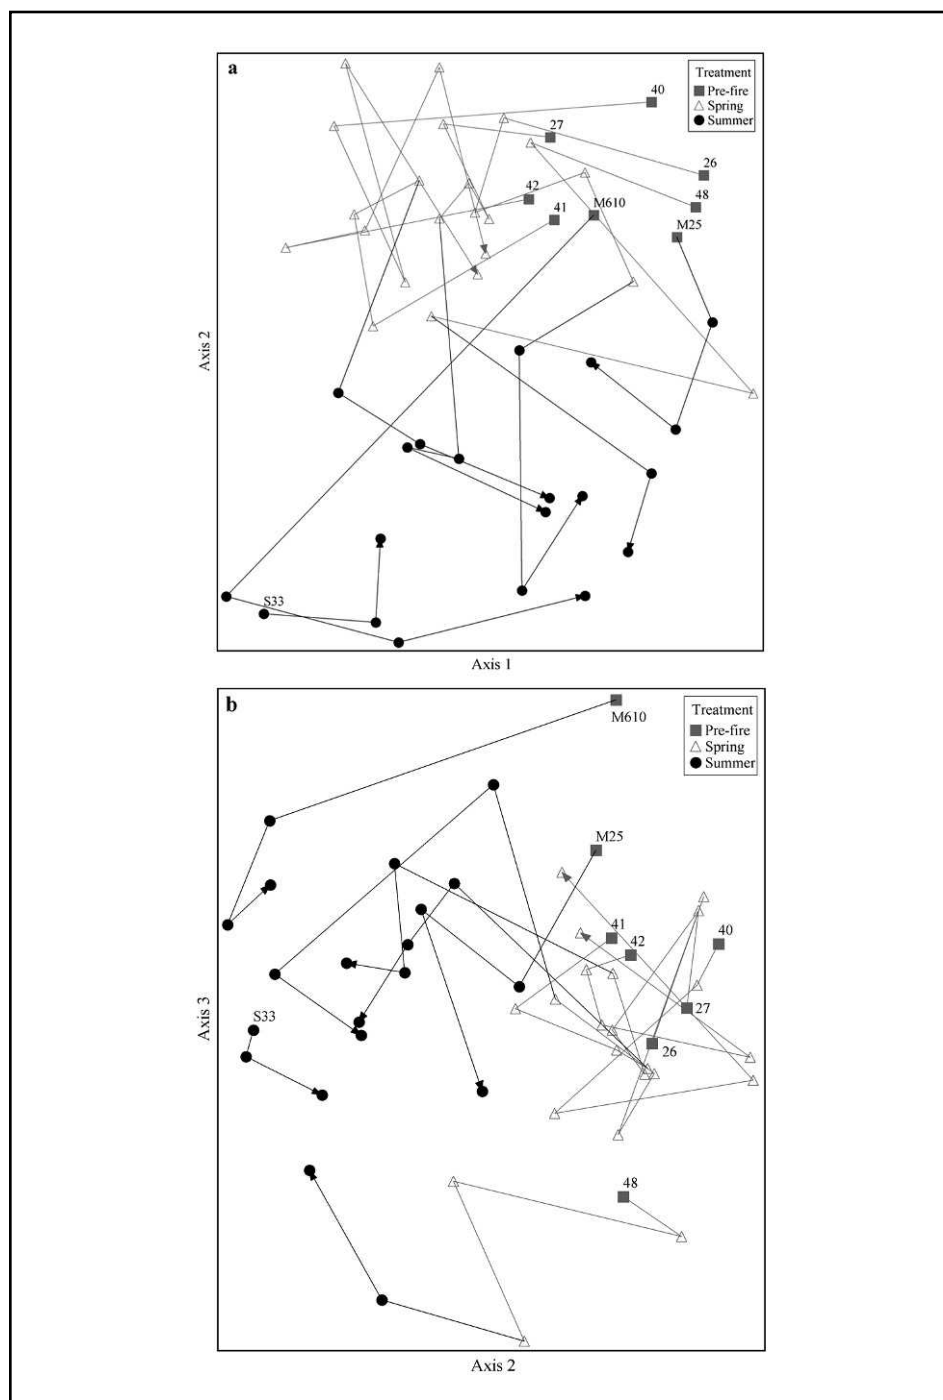 a
Treatment
Pre-fire
Spring
Summer
40
27
26
42
48
41
M610
M25
S33
Axis 2
Axis 1
b
Treatment
Pre-fire
Spring
Summer
M610
M25
41
42
40
27
26
S33
48
Axis 3
Axis 2